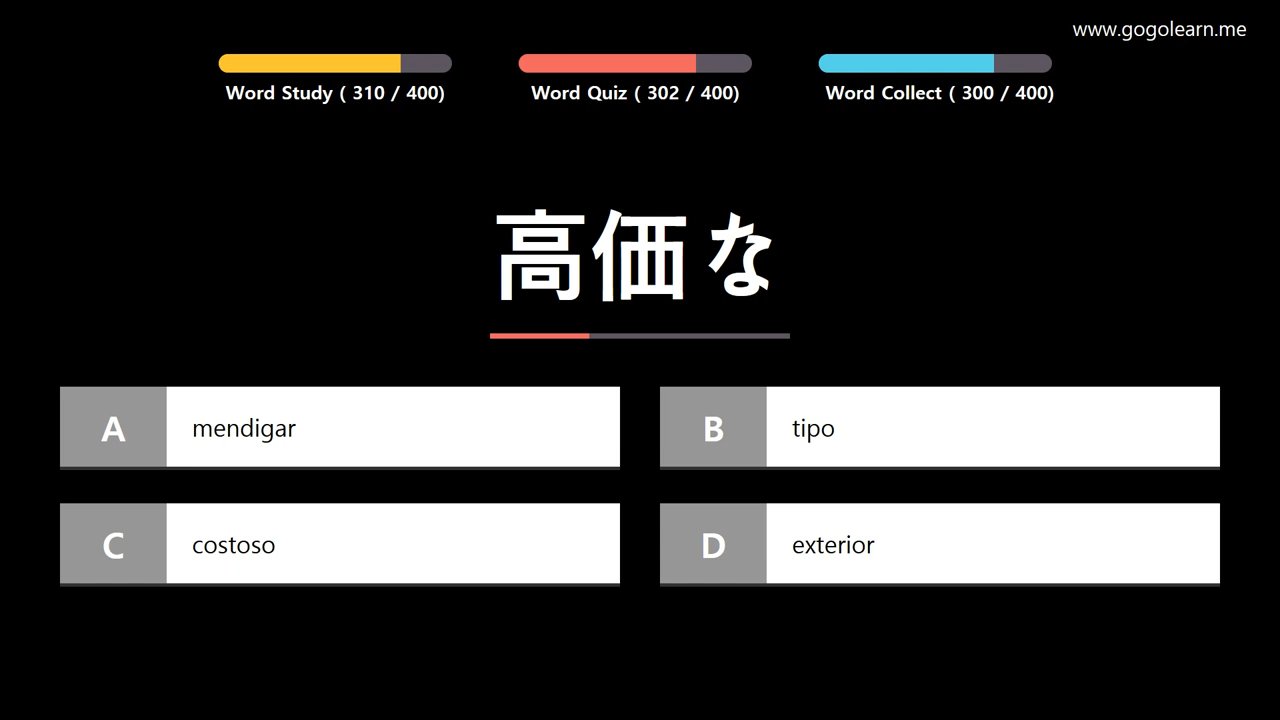 www.gogolearn.me
Word Study ( 310 / 400)
Word Quiz ( 302 / 400)
Word Collect ( 300 / 400)
高価な
A mendigar
B tipo
C costoso
D exterior